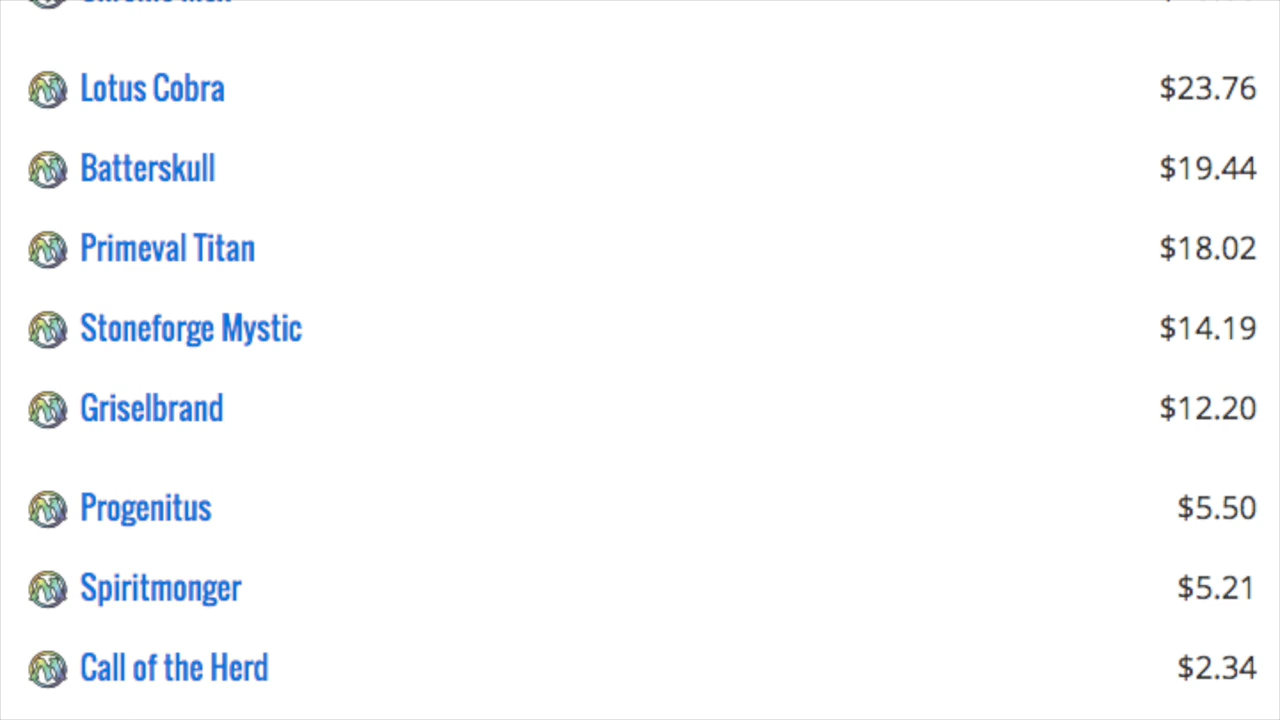 Lotus Cobra $23.76
Batterskull $19.44
Primeval Titan $18.02
Stoneforge Mystic $14.19
Griselbrand $12.20
Progenitus $5.50
Spiritmonger $5.21
Call of the Herd $2.34